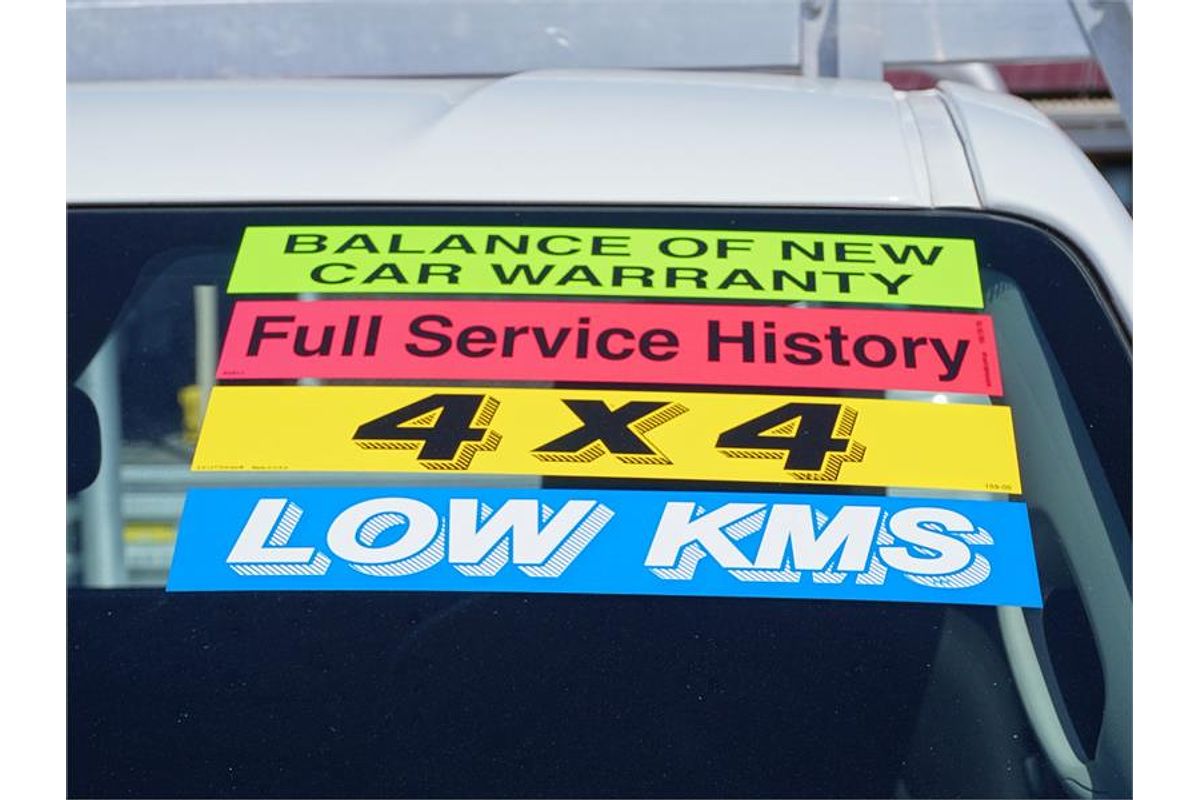 BALANCE OF NEW
CAR WARRANTY
Full Service History
4 X 4
LOW KMS